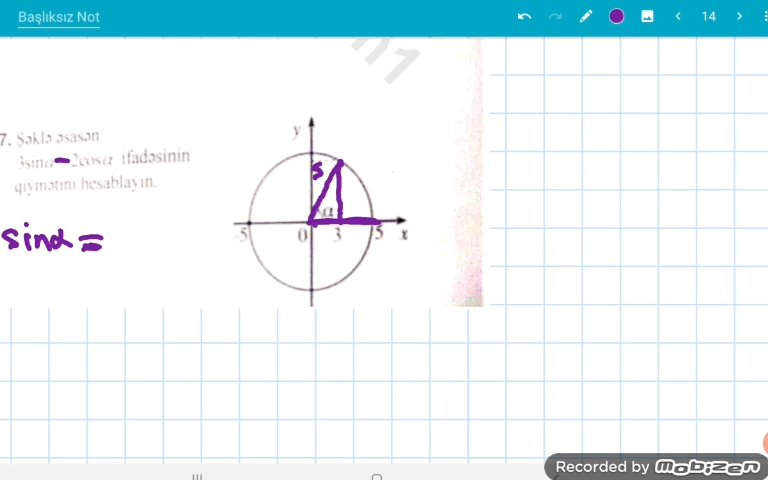 Başlıksız Not
14
7. Şəklə əsasən
3sinα - 2cosα ifadəsinin
qiymətini hesablayın.
y
5
α
-5 0 3 5 x
sinα =
Recorded by mobizen